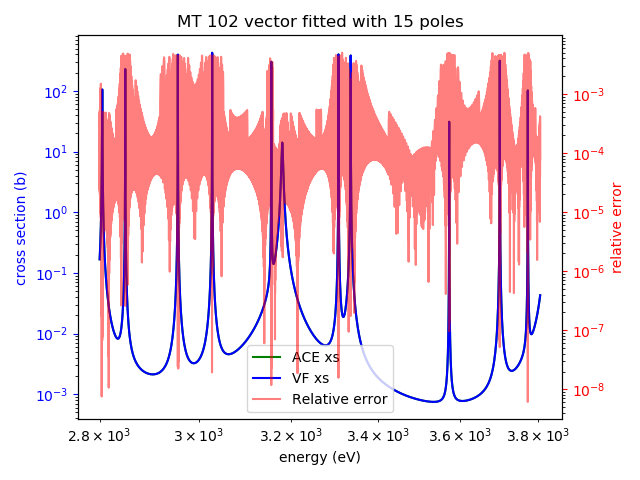 MT 102 vector fitted with 15 poles
cross section (b)
10²
10¹
10⁰
10⁻¹
10⁻²
10⁻³
relative error
10⁻³
10⁻⁴
10⁻⁵
10⁻⁶
10⁻⁷
10⁻⁸
ACE xs
VF xs
Relative error
2.8 × 10³ 3 × 10³ 3.2 × 10³ 3.4 × 10³ 3.6 × 10³ 3.8 × 10³
energy (eV)